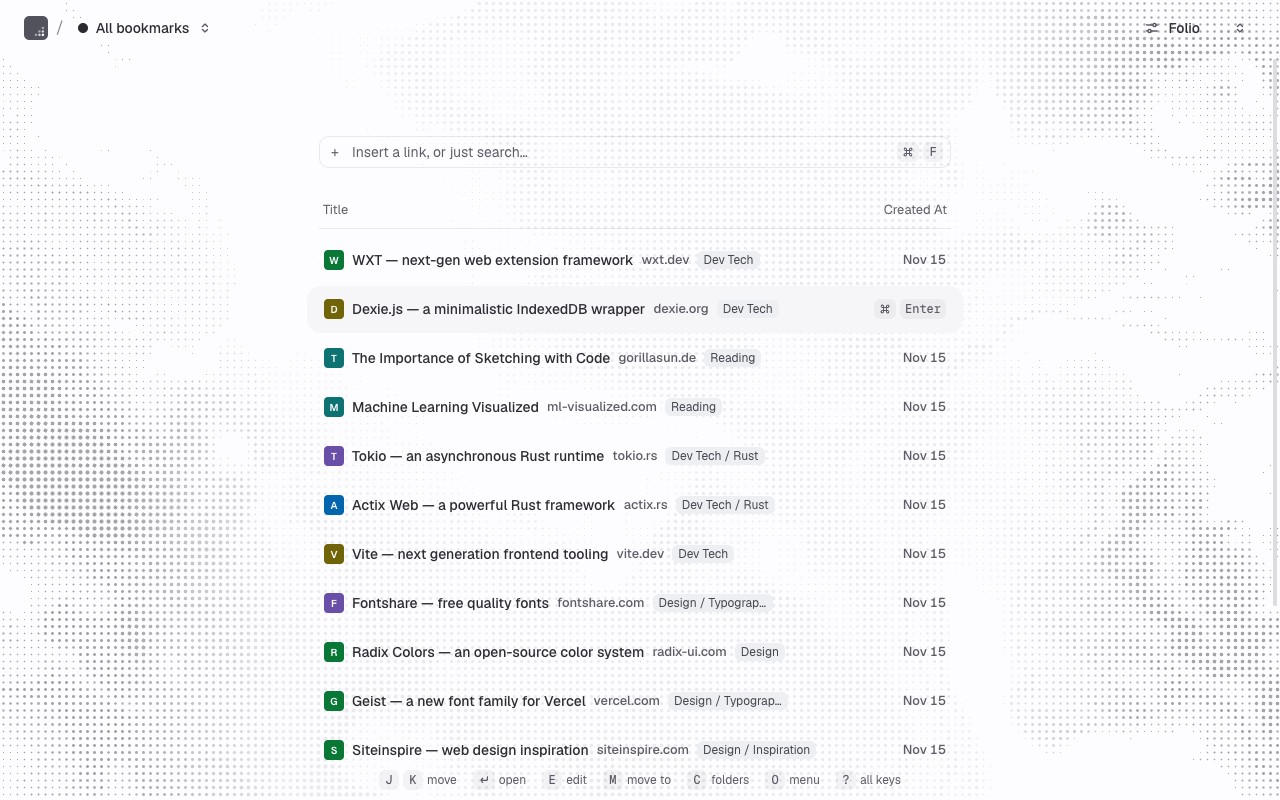 / All bookmarks
Folio
+ Insert a link, or just search… ⌘ F
Title Created At
W WXT — next-gen web extension framework wxt.dev Dev Tech Nov 15
D Dexie.js — a minimalistic IndexedDB wrapper dexie.org Dev Tech ⌘ Enter
T The Importance of Sketching with Code gorillasun.de Reading Nov 15
M Machine Learning Visualized ml-visualized.com Reading Nov 15
T Tokio — an asynchronous Rust runtime tokio.rs Dev Tech / Rust Nov 15
A Actix Web — a powerful Rust framework actix.rs Dev Tech / Rust Nov 15
V Vite — next generation frontend tooling vite.dev Dev Tech Nov 15
F Fontshare — free quality fonts fontshare.com Design / Typograp… Nov 15
R Radix Colors — an open-source color system radix-ui.com Design Nov 15
G Geist — a new font family for Vercel vercel.com Design / Typograp… Nov 15
S Siteinspire — web design inspiration siteinspire.com Design / Inspiration Nov 15
J K move ↵ open E edit M move to C folders O menu ? all keys